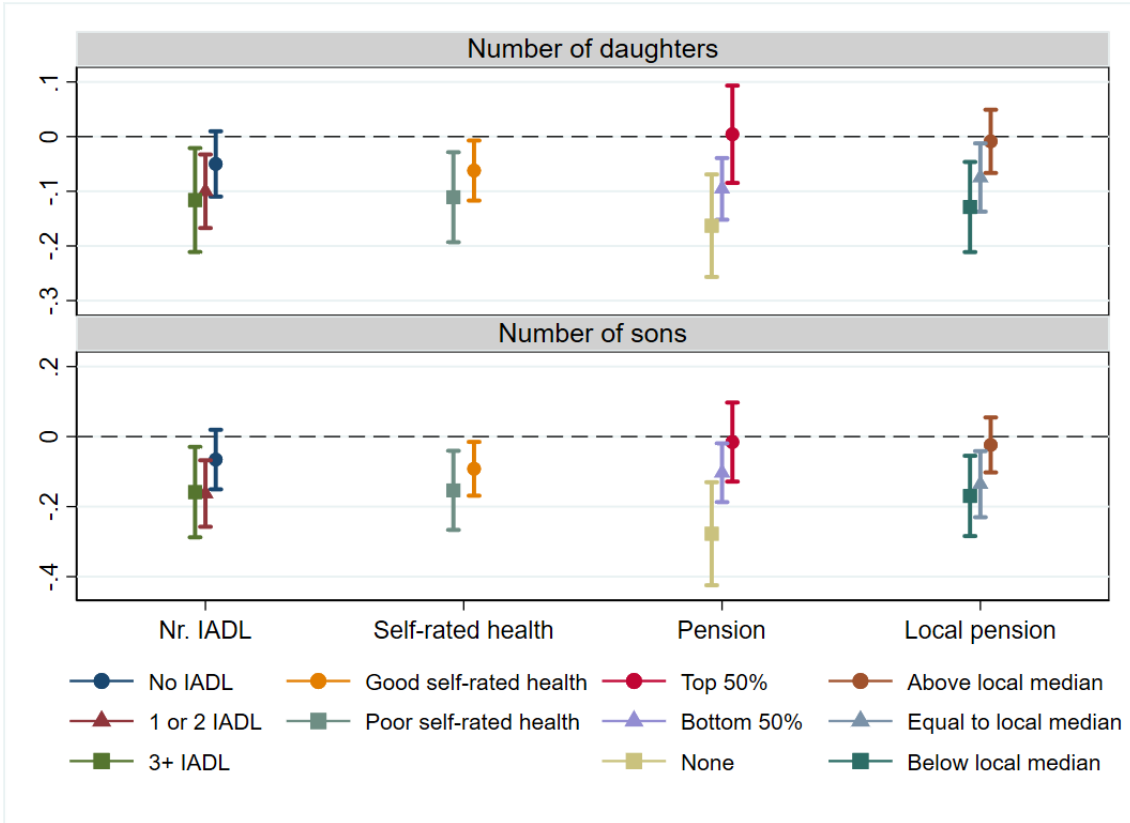 Number of daughters
.1
0
-.1
-.2
-.3
Number of sons
.2
0
-.2
-.4
Nr. IADL Self-rated health Pension Local pension
No IADL Good self-rated health Top 50% Above local median
1 or 2 IADL Poor self-rated health Bottom 50% Equal to local median
3+ IADL None Below local median